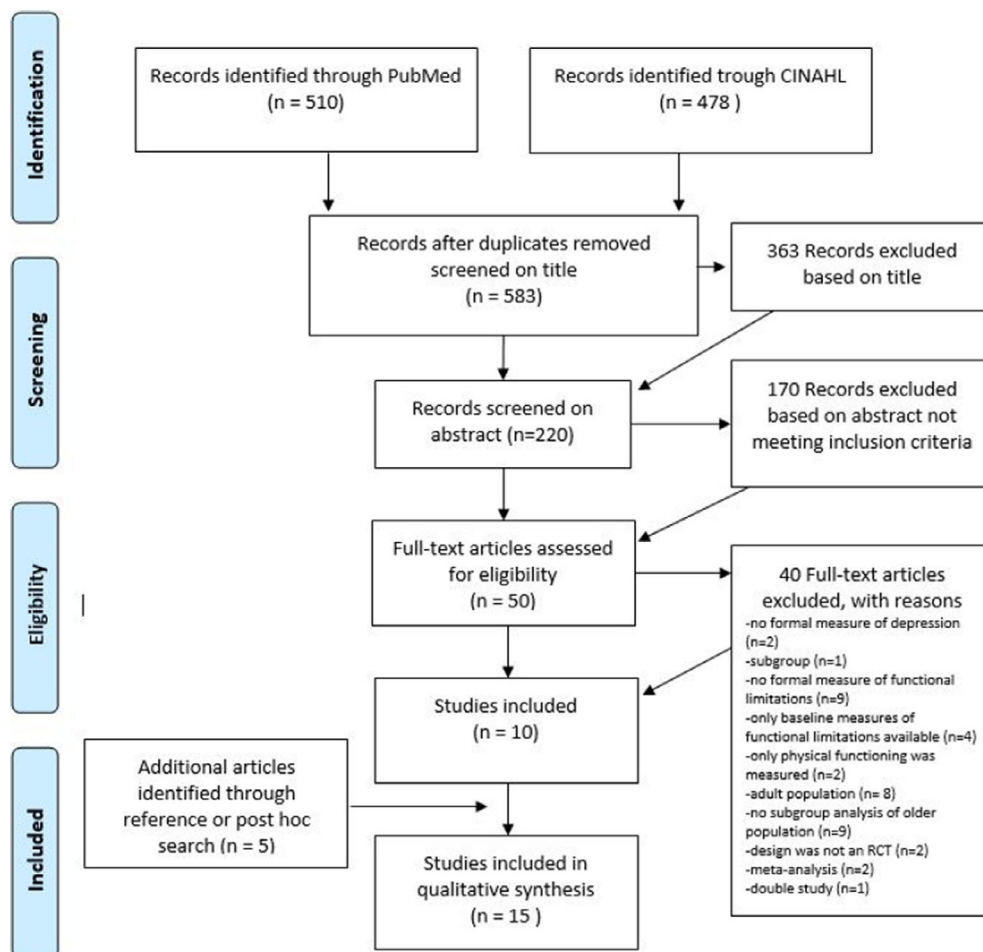 Identification
Records identified through PubMed
(n = 510)
Records identified trough CINAHL
(n = 478 )
Records after duplicates removed
screened on title
(n = 583)
363 Records excluded
based on title
Screening
Records screened on
abstract (n=220)
170 Records excluded
based on abstract not
meeting inclusion criteria
Eligibility
Full-text articles assessed
for eligibility
(n = 50)
40 Full-text articles
excluded, with reasons
-no formal measure of depression
(n=2)
-subgroup (n=1)
-no formal measure of functional
limitations (n=9)
-only baseline measures of
functional limitations available (n=4)
-only physical functioning was
measured (n=2)
-adult population (n= 8)
-no subgroup analysis of older
population (n=9)
-design was not an RCT (n=2)
-meta-analysis (n=2)
-double study (n=1)
Studies included
(n = 10)
Included
Additional articles
identified through
reference or post hoc
search (n = 5)
Studies included in
qualitative synthesis
(n = 15 )